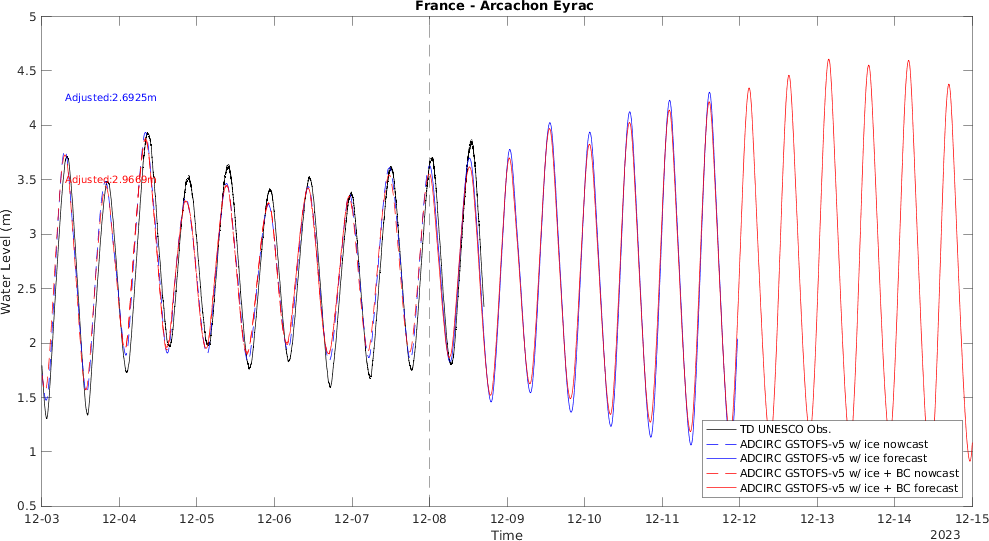 France - Arcachon Eyrac
5
4.5
4
3.5
3
2.5
2
1.5
1
0.5
Water Level (m)
Adjusted:2.6925m
Adjusted:2.9669m
TD UNESCO Obs.
ADCIRC GSTOFS-v5 w/ ice nowcast
ADCIRC GSTOFS-v5 w/ ice forecast
ADCIRC GSTOFS-v5 w/ ice + BC nowcast
ADCIRC GSTOFS-v5 w/ ice + BC forecast
12-03 12-04 12-05 12-06 12-07 12-08 12-09 12-10 12-11 12-12 12-13 12-14 12-15
Time
2023